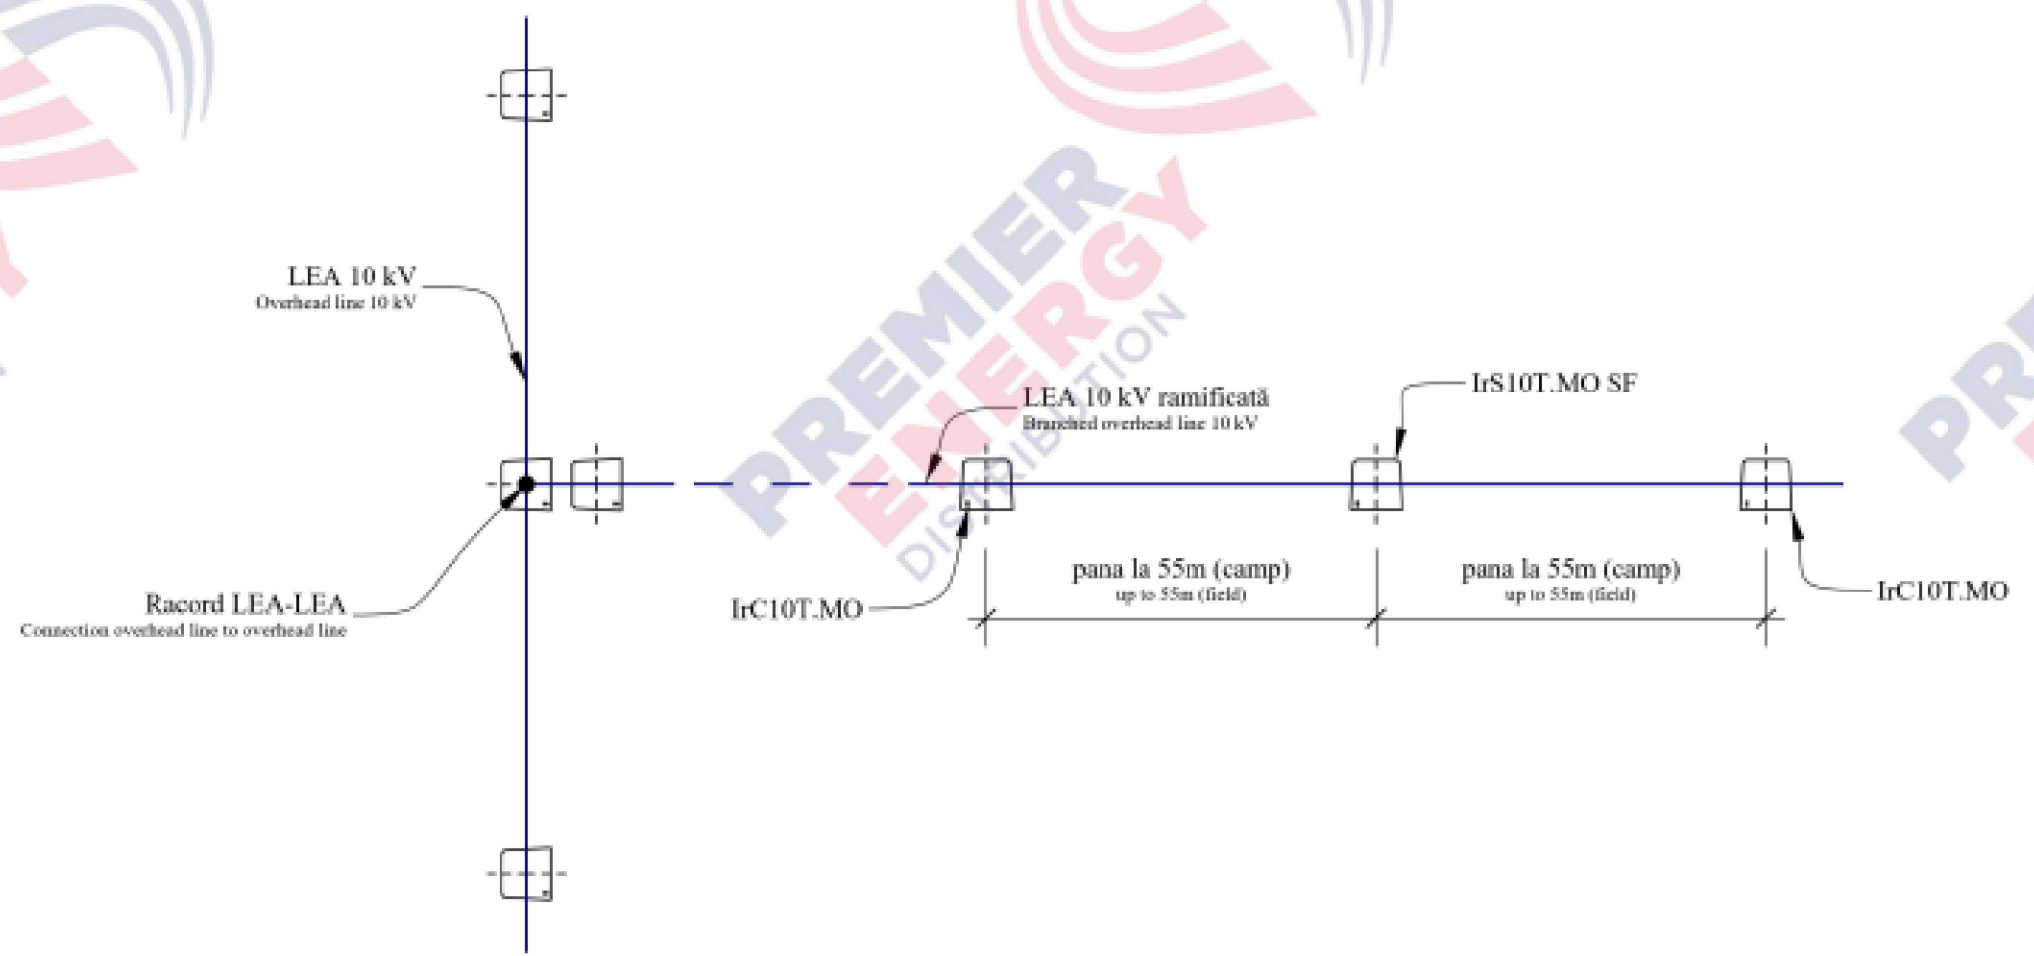 LEA 10 kV
Overhead line 10 kV
PREMIER
ENERGY
DISTRIBUTION
IrS10T.MO SF
LEA 10 kV ramificată
Branched overhead line 10 kV
pana la 55m (camp)
up to 55m (field)
pana la 55m (camp)
up to 55m (field)
Racord LEA-LEA
Connection overhead line to overhead line
IrC10T.MO
IrC10T.MO